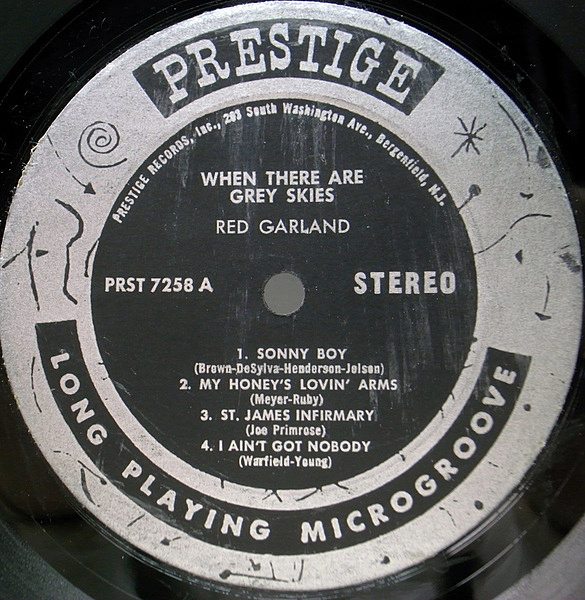 PRESTIGE
PRESTIGE RECORDS, Inc., 203 South Washington Ave., Bergenfield, N.J.
WHEN THERE ARE
GREY SKIES
RED GARLAND
PRST 7258 A
STEREO
1. SONNY BOY
(Brown-DeSylva-Henderson-Jolson)
2. MY HONEY'S LOVIN' ARMS
(Meyer-Ruby)
3. ST. JAMES INFIRMARY
(Joe Primrose)
4. I AIN'T GOT NOBODY
(Warfield-Young)
LONG PLAYING MICROGROOVE